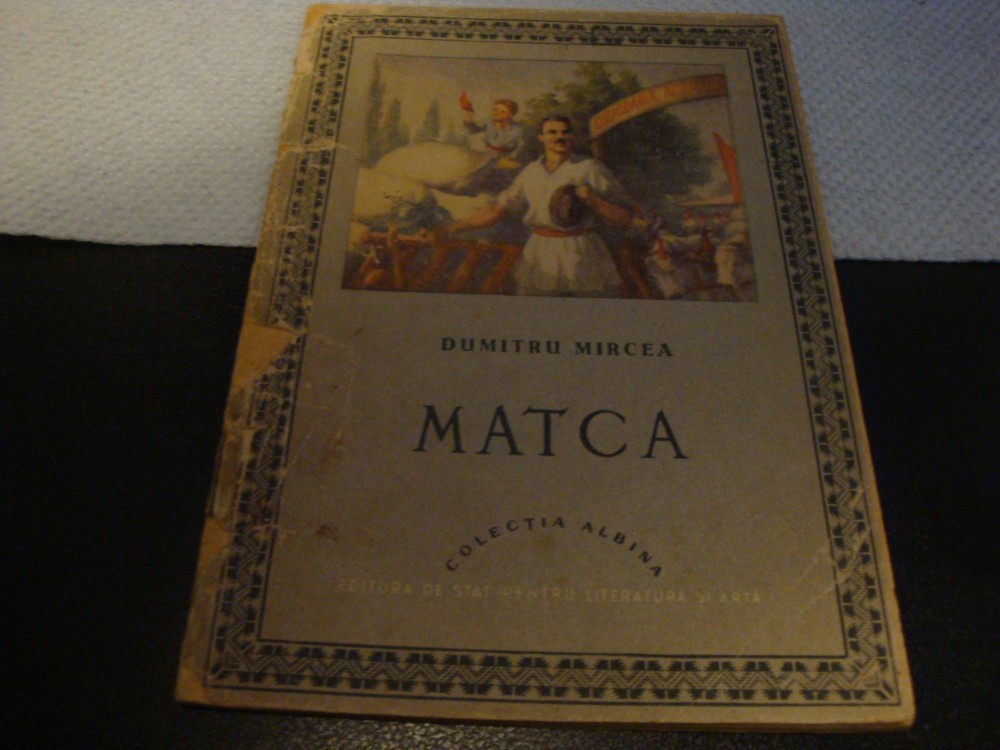 DUMITRU MIRCEA
MATCA
COLECTIA ALBINA
EDITURA DE STAT PENTRU LITERATURA SI ARTA